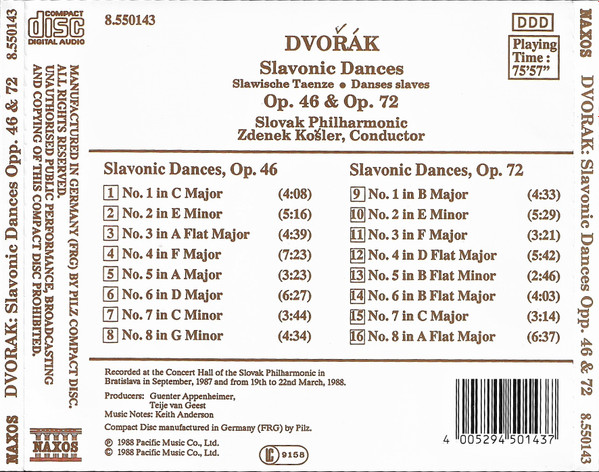 COMPACT
disc
DIGITAL AUDIO
8.550143
DVOŘÁK
Slavonic Dances
Slawische Taenze • Danses slaves
Op. 46 & Op. 72
Slovak Philharmonic
Zdenek Košler, Conductor
DDD
Playing
Time :
75'57"
Slavonic Dances, Op. 46
1 No. 1 in C Major (4:08)
2 No. 2 in E Minor (5:16)
3 No. 3 in A Flat Major (4:39)
4 No. 4 in F Major (7:23)
5 No. 5 in A Major (3:23)
6 No. 6 in D Major (6:27)
7 No. 7 in C Minor (3:44)
8 No. 8 in G Minor (4:34)
Slavonic Dances, Op. 72
9 No. 1 in B Major (4:33)
10 No. 2 in E Minor (5:29)
11 No. 3 in F Major (3:21)
12 No. 4 in D Flat Major (5:42)
13 No. 5 in B Flat Minor (2:46)
14 No. 6 in B Flat Major (4:03)
15 No. 7 in C Major (3:14)
16 No. 8 in A Flat Major (6:37)
Recorded at the Concert Hall of the Slovak Philharmonic in
Bratislava in September, 1987 and from 19th to 22nd March, 1988.
Producers: Guenter Appenheimer,
Teije van Geest
Music Notes: Keith Anderson
Compact Disc manufactured in Germany (FRG) by Pilz.
℗ 1988 Pacific Music Co., Ltd.
© 1988 Pacific Music Co., Ltd.
LC 9158
4 005294 501437
MANUFACTURED IN GERMANY (FRG) BY PILZ COMPACT DISC.
ALL RIGHTS RESERVED.
UNAUTHORISED PUBLIC PERFORMANCE, BROADCASTING
AND COPYING OF THIS COMPACT DISC PROHIBITED.
NAXOS
NAXOS DVORAK: Slavonic Dances Opp. 46 & 72 8.550143
NAXOS DVORAK: Slavonic Dances Opp. 46 & 72 8.550143